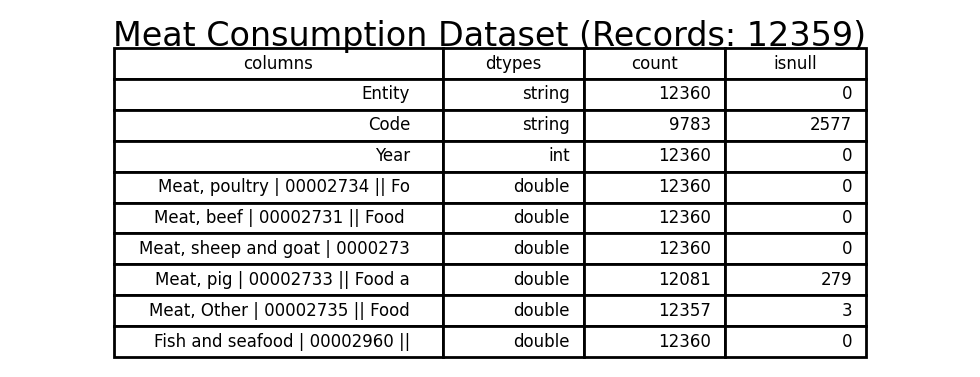 Meat Consumption Dataset (Records: 12359)
columns dtypes count isnull
Entity string 12360 0
Code string 9783 2577
Year int 12360 0
Meat, poultry | 00002734 || Fo double 12360 0
Meat, beef | 00002731 || Food double 12360 0
Meat, sheep and goat | 0000273 double 12360 0
Meat, pig | 00002733 || Food a double 12081 279
Meat, Other | 00002735 || Food double 12357 3
Fish and seafood | 00002960 || double 12360 0